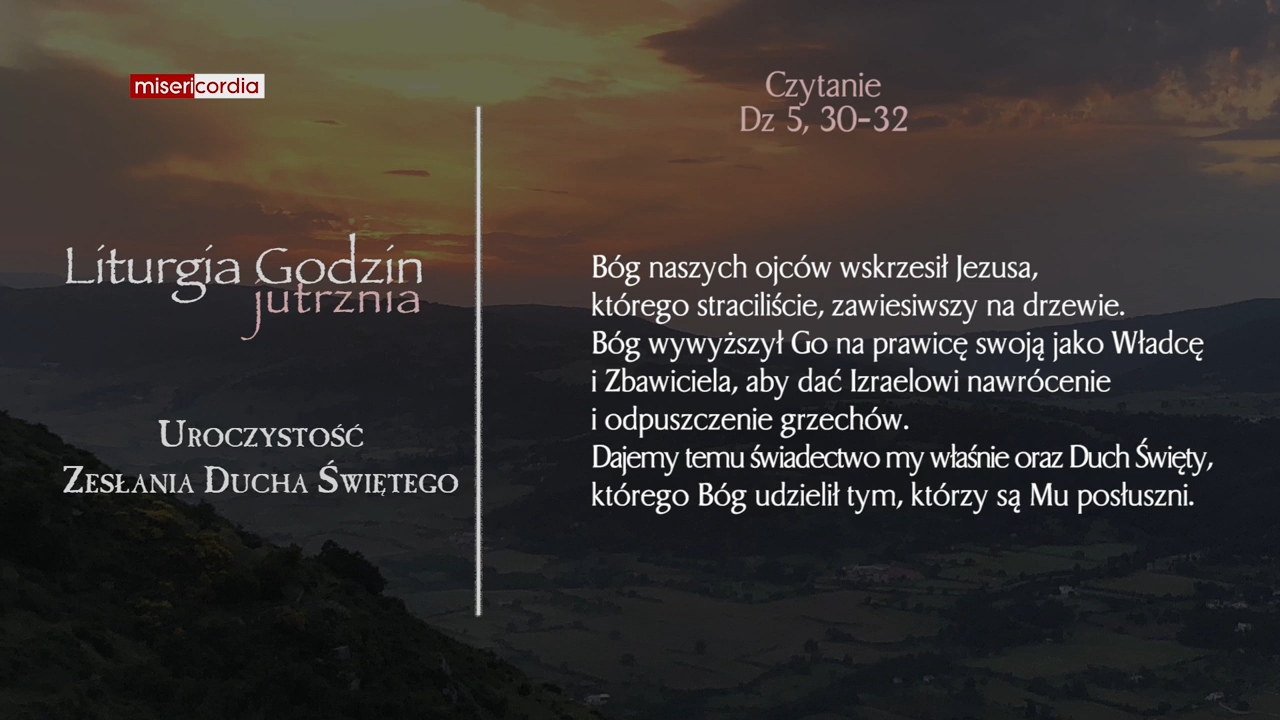 misericordia
Liturgia Godzin
jutrznia
Uroczystość
Zesłania Ducha Świętego
Czytanie
Dz 5, 30-32
Bóg naszych ojców wskrzesił Jezusa,
którego straciliście, zawiesiwszy na drzewie.
Bóg wywyższył Go na prawicę swoją jako Władcę
i Zbawiciela, aby dać Izraelowi nawrócenie
i odpuszczenie grzechów.
Dajemy temu świadectwo my właśnie oraz Duch Święty,
którego Bóg udzielił tym, którzy są Mu posłuszni.